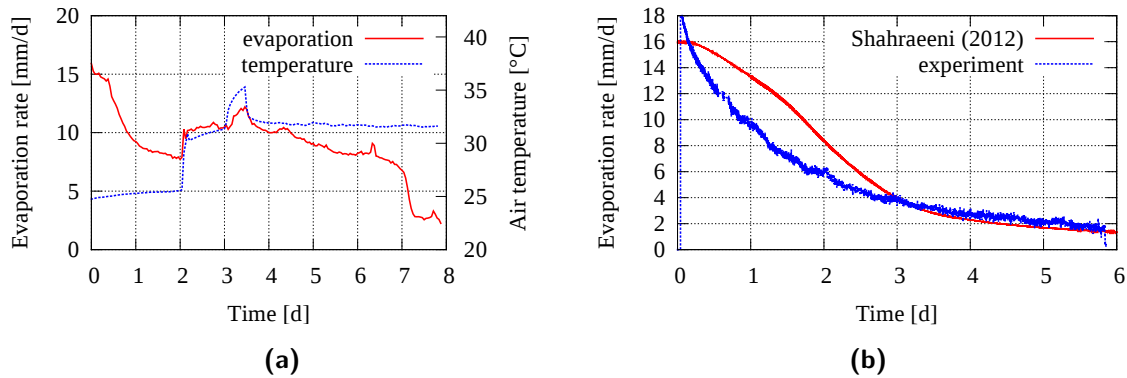 20
15
10
5
0
Evaporation rate [mm/d]
evaporation
temperature
40
35
30
25
20
Air temperature [°C]
0 1 2 3 4 5 6 7 8
Time [d]
(a)
18
16
14
12
10
8
6
4
2
0
Evaporation rate [mm/d]
Shahraeeni (2012)
experiment
0 1 2 3 4 5 6
Time [d]
(b)